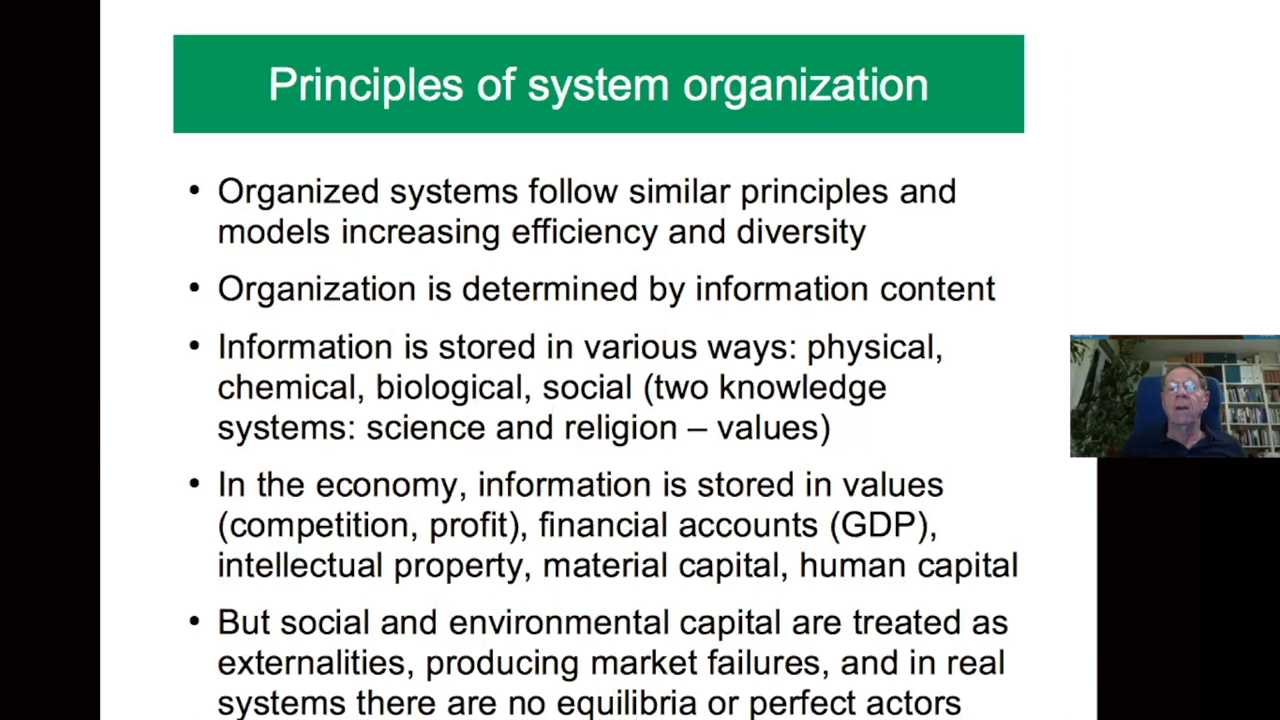 Principles of system organization
• Organized systems follow similar principles and
models increasing efficiency and diversity
• Organization is determined by information content
• Information is stored in various ways: physical,
chemical, biological, social (two knowledge
systems: science and religion – values)
• In the economy, information is stored in values
(competition, profit), financial accounts (GDP),
intellectual property, material capital, human capital
• But social and environmental capital are treated as
externalities, producing market failures, and in real
systems there are no equilibria or perfect actors